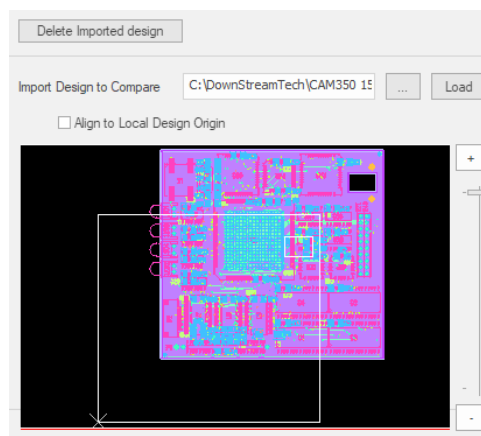 Delete Imported design
Import Design to Compare C:\DownStreamTech\CAM350 15 ... Load
Align to Local Design Origin
+
-
-